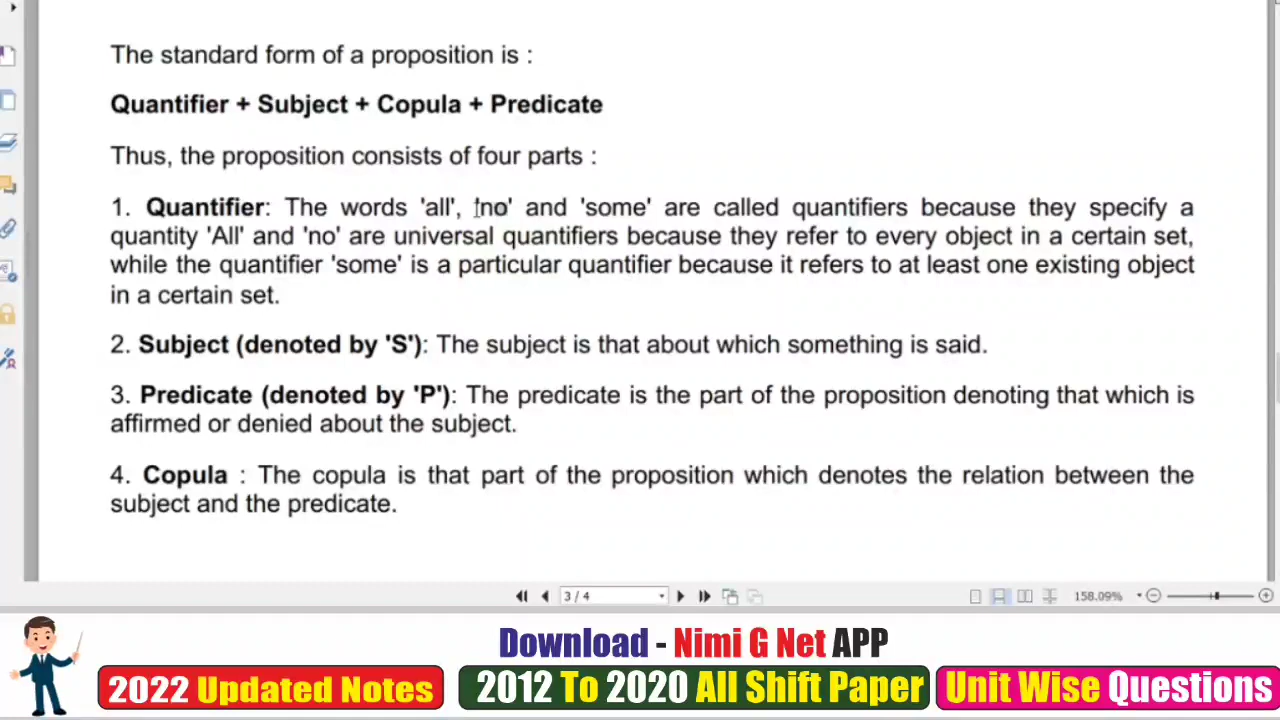 The standard form of a proposition is :
Quantifier + Subject + Copula + Predicate
Thus, the proposition consists of four parts :
1. Quantifier: The words 'all', 'no' and 'some' are called quantifiers because they specify a
quantity 'All' and 'no' are universal quantifiers because they refer to every object in a certain set,
while the quantifier 'some' is a particular quantifier because it refers to at least one existing object
in a certain set.
2. Subject (denoted by 'S'): The subject is that about which something is said.
3. Predicate (denoted by 'P'): The predicate is the part of the proposition denoting that which is
affirmed or denied about the subject.
4. Copula : The copula is that part of the proposition which denotes the relation between the
subject and the predicate.
3 / 4
158.09%
Download - Nimi G Net APP
2022 Updated Notes
2012 To 2020 All Shift Paper
Unit Wise Questions